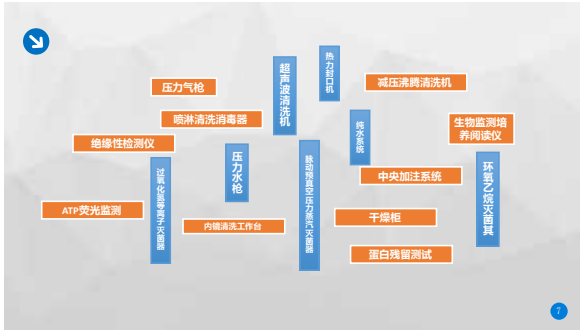 热力封口机
超声波清洗机
压力气枪
减压沸腾清洗机
喷淋清洗消毒器
纯水系统
生物监测培
养阅读仪
绝缘性检测仪
压力水枪
脉动预真空压力蒸汽灭菌器
过氧化氢等离子灭菌器
中央加注系统
环氧乙烷灭菌其
ATP荧光监测
内镜清洗工作台
干燥柜
蛋白残留测试
7